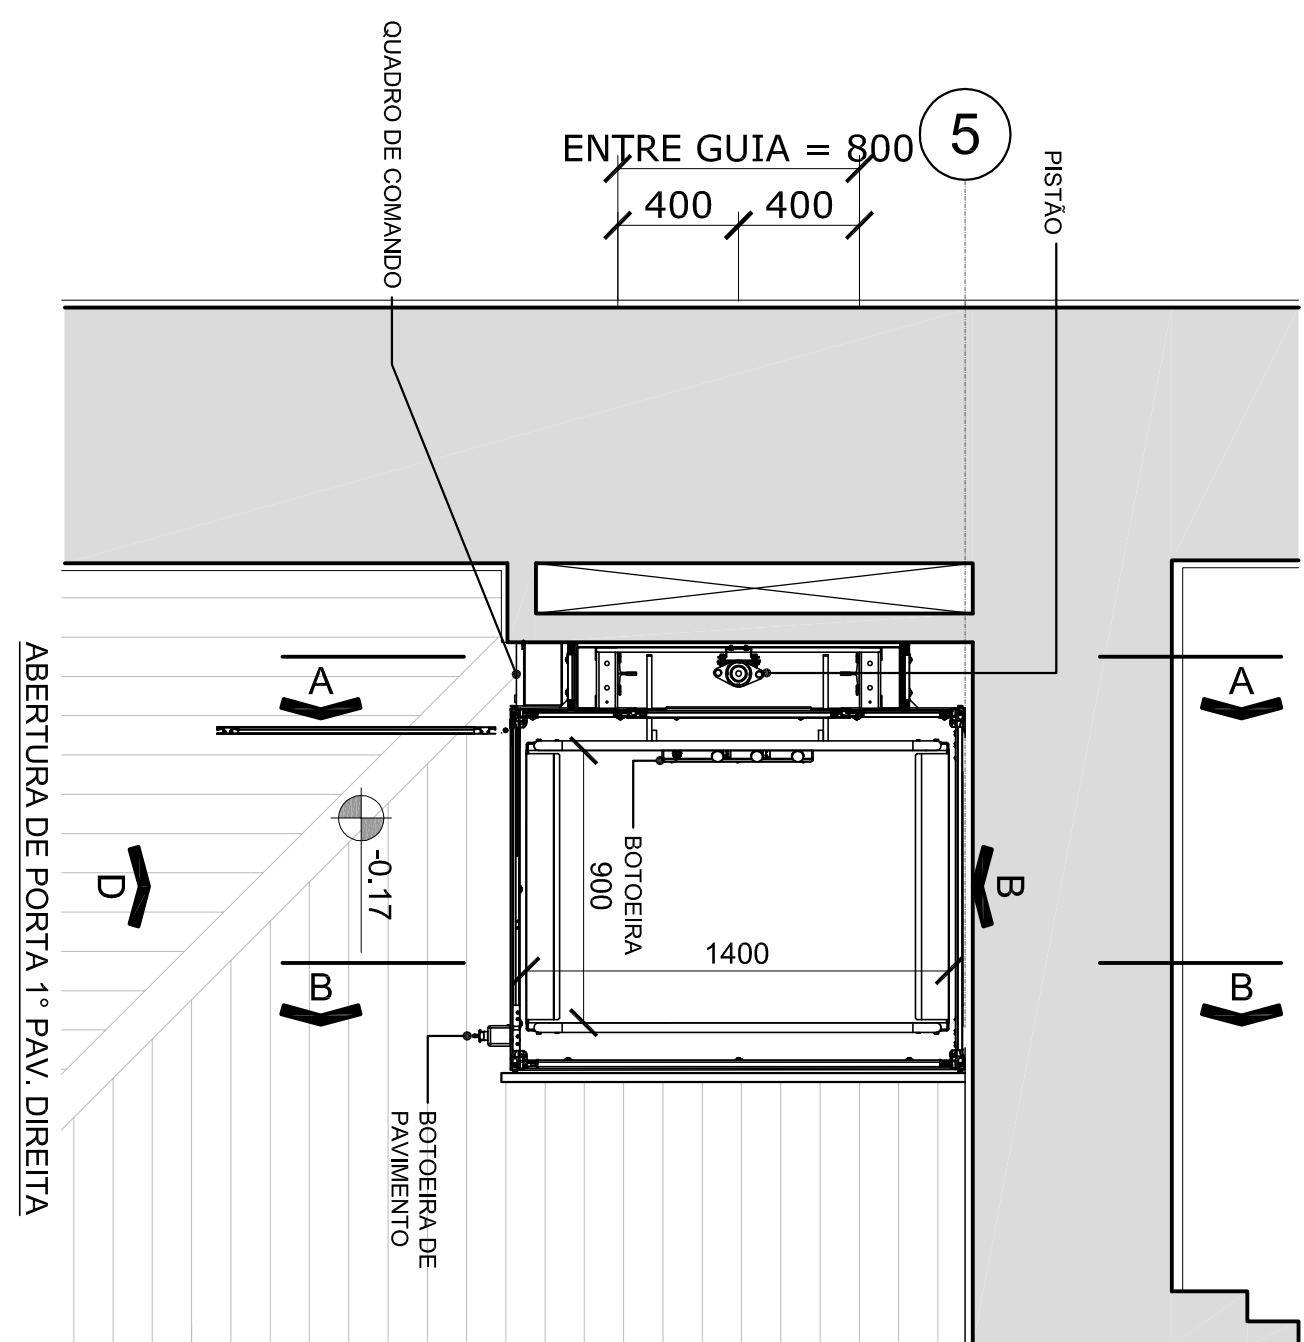 QUADRO DE COMANDO
ENTRE GUIA = 800
5
PISTÃO
400
400
A
A
ABERTURA DE PORTA 1° PAV. DIREITA
BOTOEIRA
900
-0.17
D
B
1400
B
B
BOTOEIRA DE
PAVIMENTO